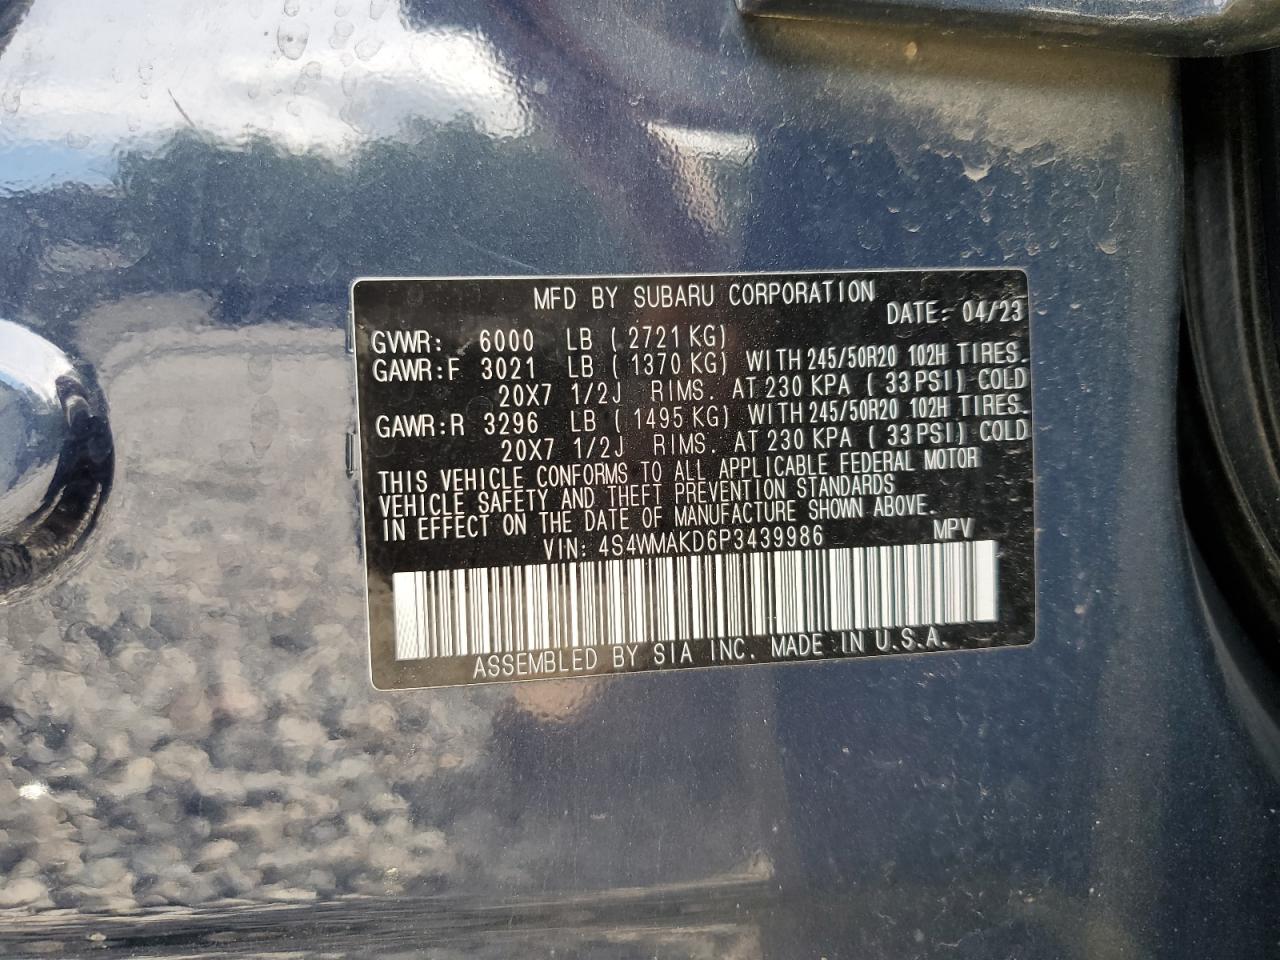 MFD BY SUBARU CORPORATION
DATE: 04/23
GVWR: 6000 LB ( 2721 KG)
GAWR:F 3021 LB ( 1370 KG) WITH 245/50R20 102H TIRES.
20X7 1/2J RIMS. AT 230 KPA ( 33 PSI) COLD
GAWR:R 3296 LB ( 1495 KG) WITH 245/50R20 102H TIRES.
20X7 1/2J RIMS. AT 230 KPA ( 33 PSI) COLD
THIS VEHICLE CONFORMS TO ALL APPLICABLE FEDERAL MOTOR
VEHICLE SAFETY AND THEFT PREVENTION STANDARDS
IN EFFECT ON THE DATE OF MANUFACTURE SHOWN ABOVE.
VIN: 4S4WMAKD6P3439986 MPV
ASSEMBLED BY SIA INC. MADE IN U.S.A.